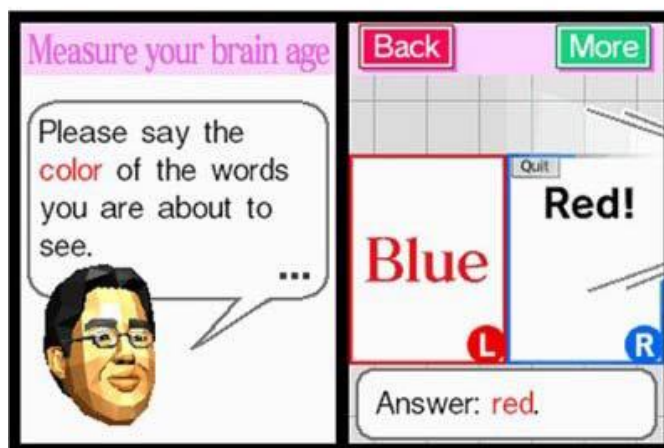 Measure your brain age
Please say the
color of the words
you are about to
see.
...
Back
More
Quit
Blue
Red!
L
R
Answer: red.